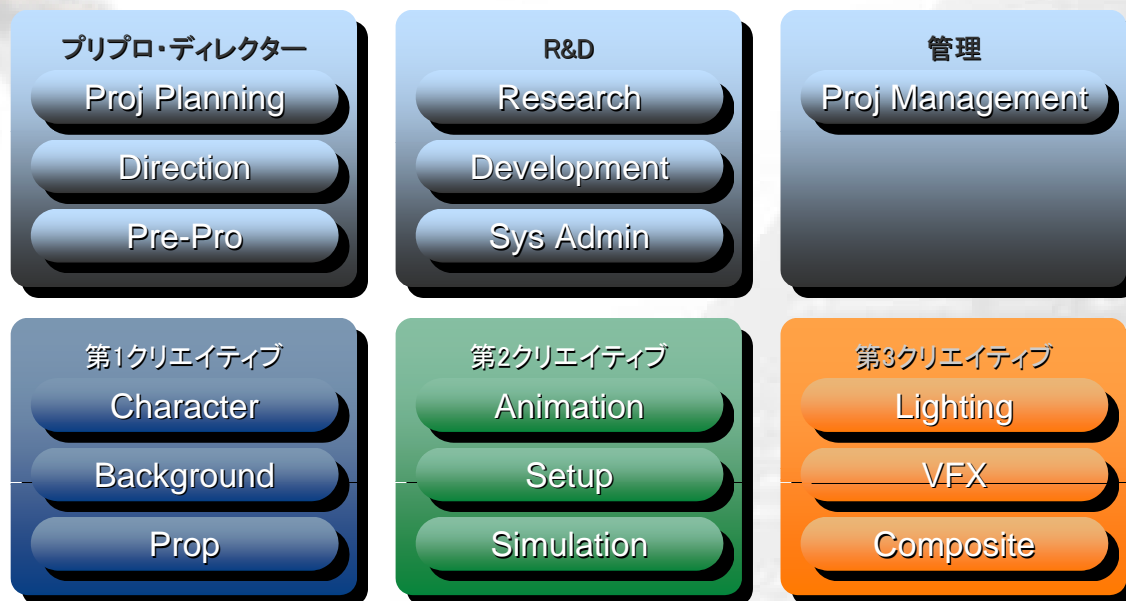 プリプロ・ディレクター
Proj Planning
Direction
Pre-Pro
R&D
Research
Development
Sys Admin
管理
Proj Management
第1クリエイティブ
Character
Background
Prop
第2クリエイティブ
Animation
Setup
Simulation
第3クリエイティブ
Lighting
VFX
Composite